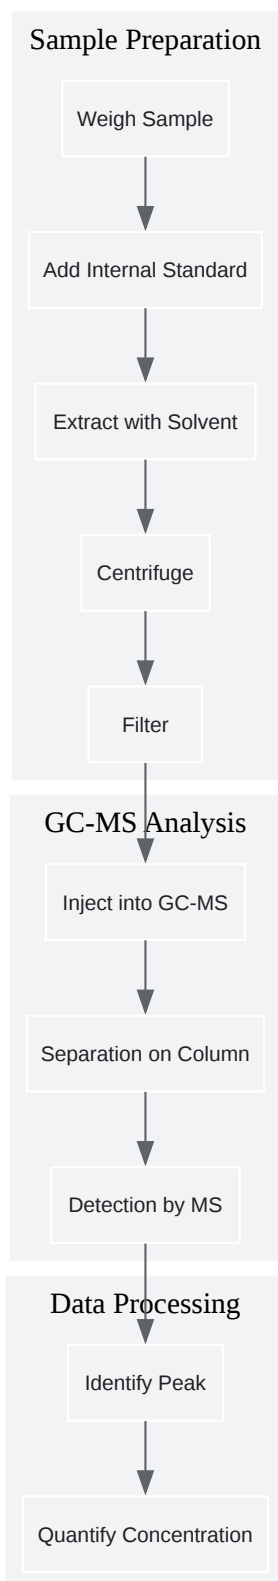 Sample Preparation
Weigh Sample
Add Internal Standard
Extract with Solvent
Centrifuge
Filter
GC-MS Analysis
Inject into GC-MS
Separation on Column
Detection by MS
Data Processing
Identify Peak
Quantify Concentration